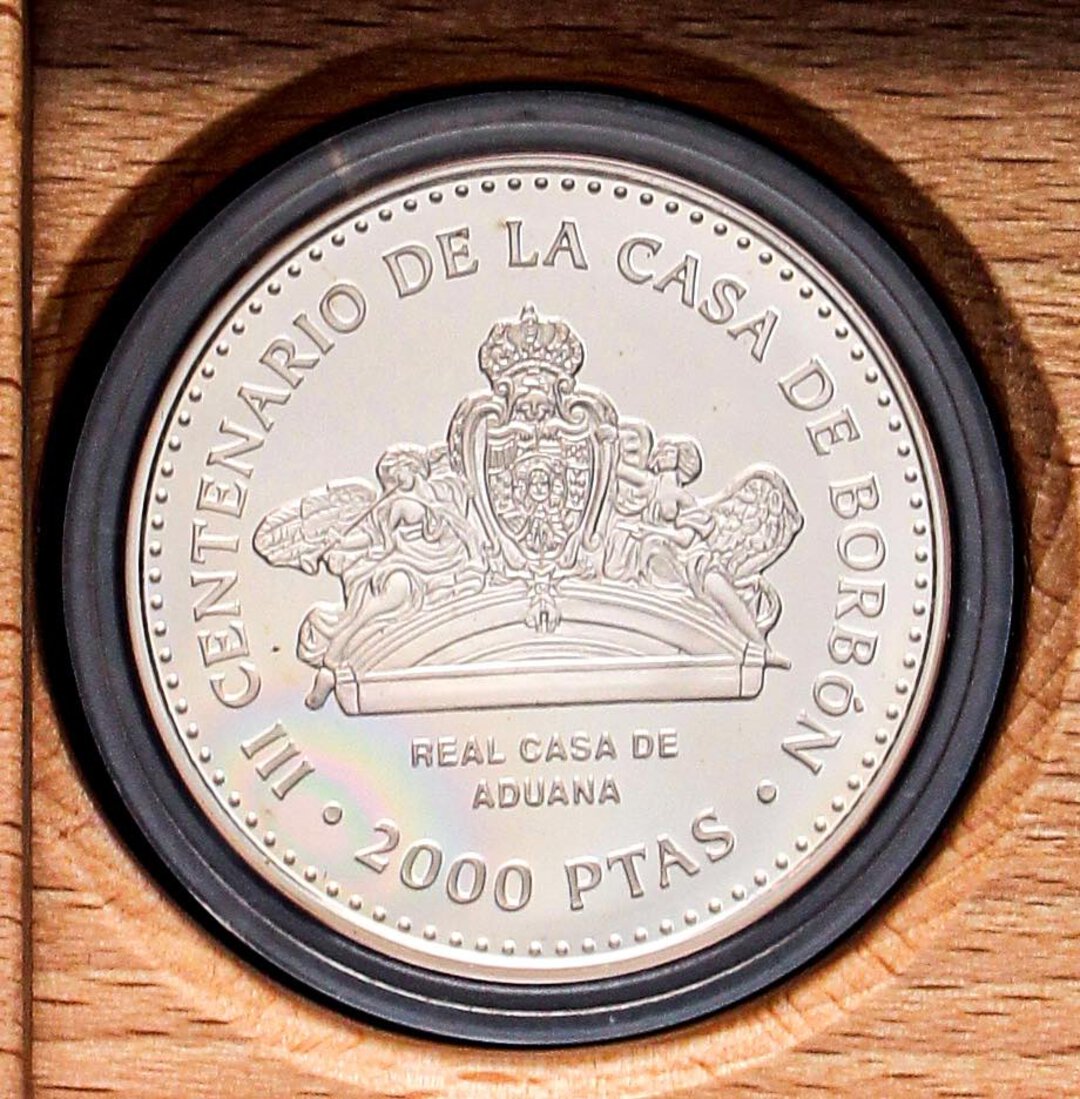 III CENTENARIO DE LA CASA DE BORBÓN
REAL CASA DE
ADUANA
• 2000 PTAS •